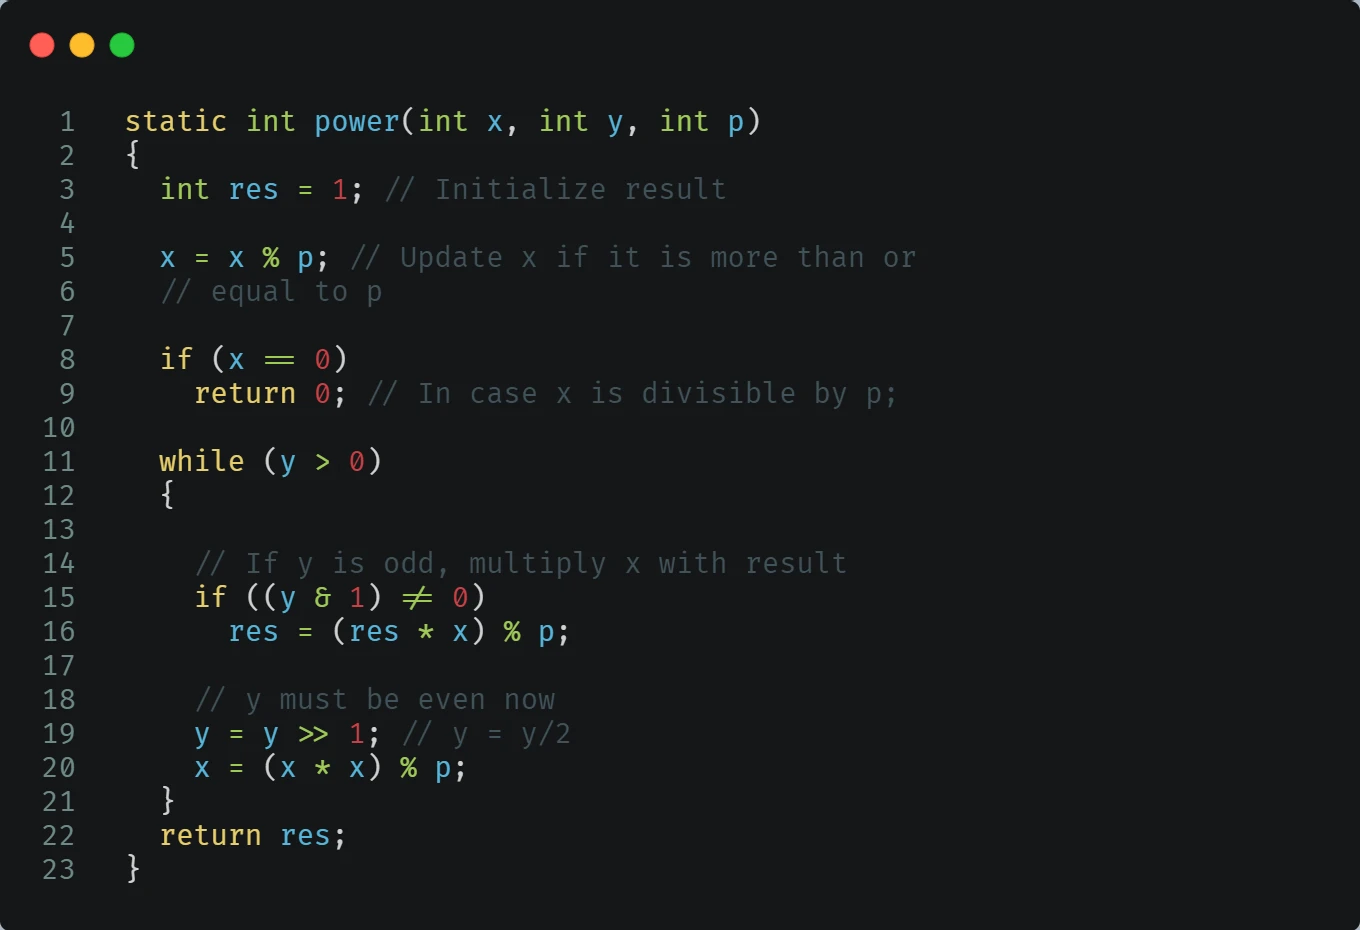 1 static int power(int x, int y, int p)
2 {
3 int res = 1; // Initialize result
4
5 x = x % p; // Update x if it is more than or
6 // equal to p
7
8 if (x == 0)
9 return 0; // In case x is divisible by p;
10
11 while (y > 0)
12 {
13
14 // If y is odd, multiply x with result
15 if ((y & 1) != 0)
16 res = (res * x) % p;
17
18 // y must be even now
19 y = y >> 1; // y = y/2
20 x = (x * x) % p;
21 }
22 return res;
23 }